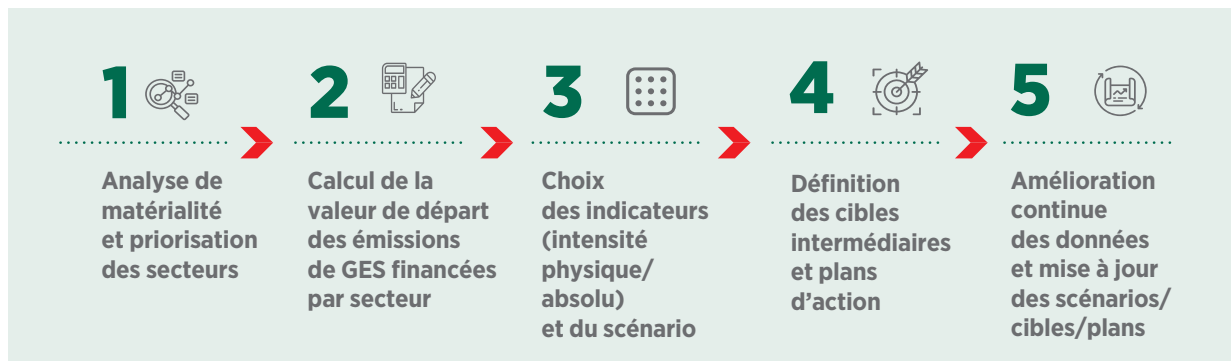 1
Analyse de
matérialité
et priorisation
des secteurs
2
Calcul de la
valeur de départ
des émissions
de GES financées
par secteur
3
Choix
des indicateurs
(intensité
physique/
absolu)
et du scénario
4
Définition
des cibles
intermédiaires
et plans
d’action
5
Amélioration
continue
des données
et mise à jour
des scénarios/
cibles/plans